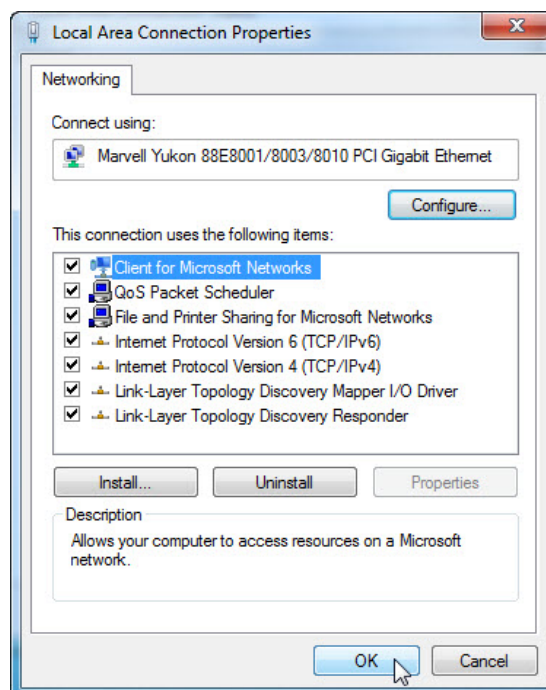 Local Area Connection Properties
Networking
Connect using:
Marvell Yukon 88E8001/8003/8010 PCI Gigabit Ethernet
Configure...
This connection uses the following items:
Client for Microsoft Networks
QoS Packet Scheduler
File and Printer Sharing for Microsoft Networks
Internet Protocol Version 6 (TCP/IPv6)
Internet Protocol Version 4 (TCP/IPv4)
Link-Layer Topology Discovery Mapper I/O Driver
Link-Layer Topology Discovery Responder
Install... Uninstall Properties
Description
Allows your computer to access resources on a Microsoft
network.
OK Cancel